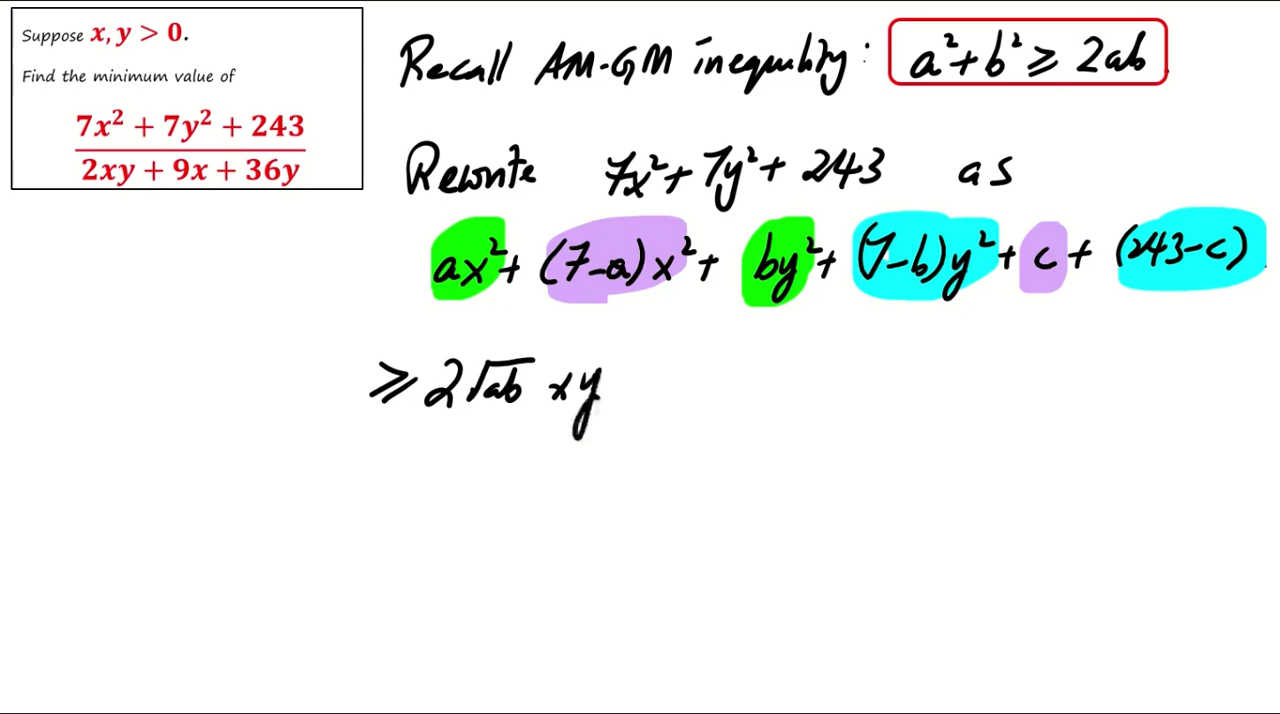 Suppose x, y > 0.
Find the minimum value of
7x² + 7y² + 243
2xy + 9x + 36y
Recall AM-GM inequality: a² + b² ≥ 2ab
Rewrite 7x² + 7y² + 243 as
ax² + (7-a)x² + by² + (7-b)y² + c + (243-c)
≥ 2√ab xy